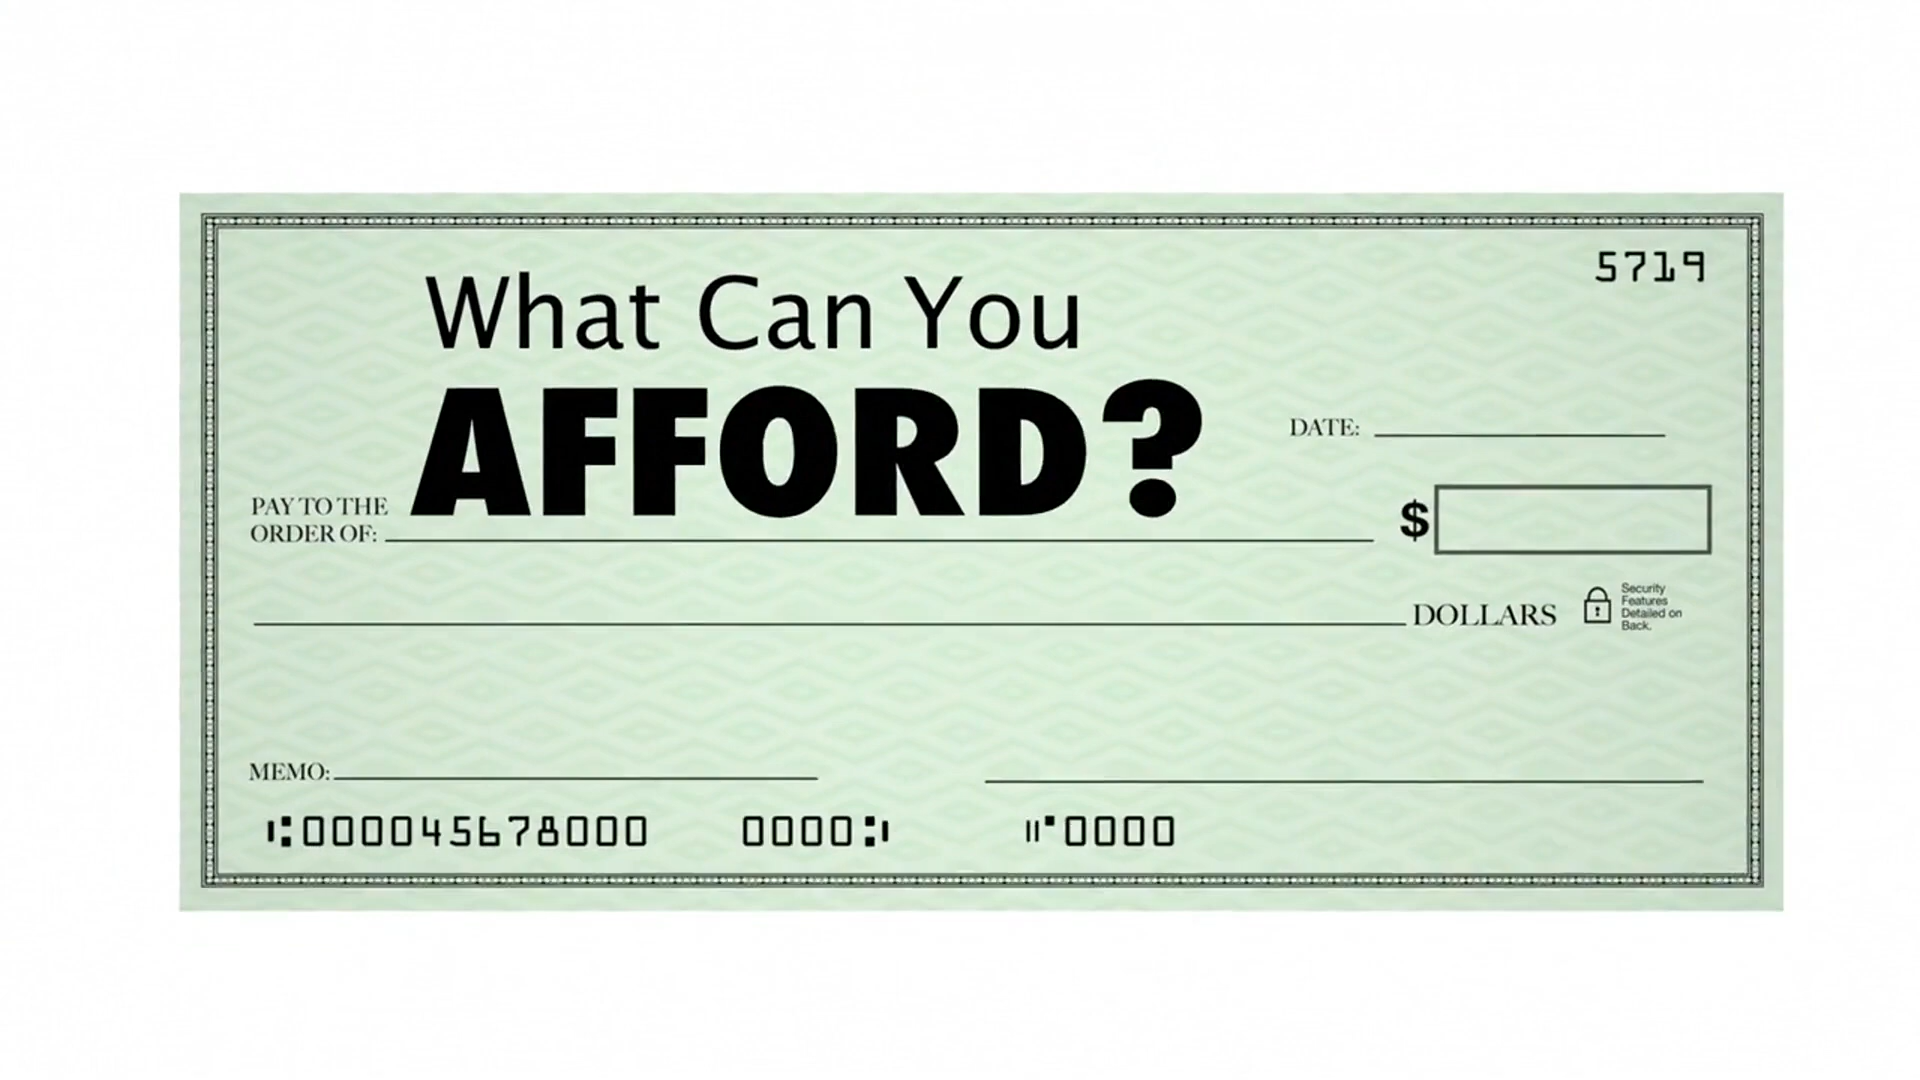 5719
What Can You
AFFORD?
DATE:
PAY TO THE
ORDER OF:
$
DOLLARS
Security
Features
Detailed on
Back.
MEMO:
⑆000045678000 0000⑆ ⑈0000